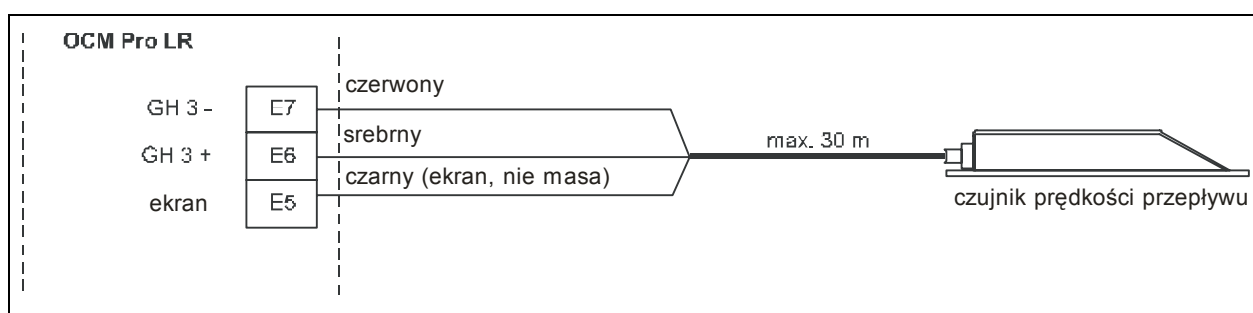 OCM Pro LR
GH 3 - E7 czerwony
GH 3 + E6 srebrny
ekran E5 czarny (ekran, nie masa)
max. 30 m
czujnik prędkości przepływu